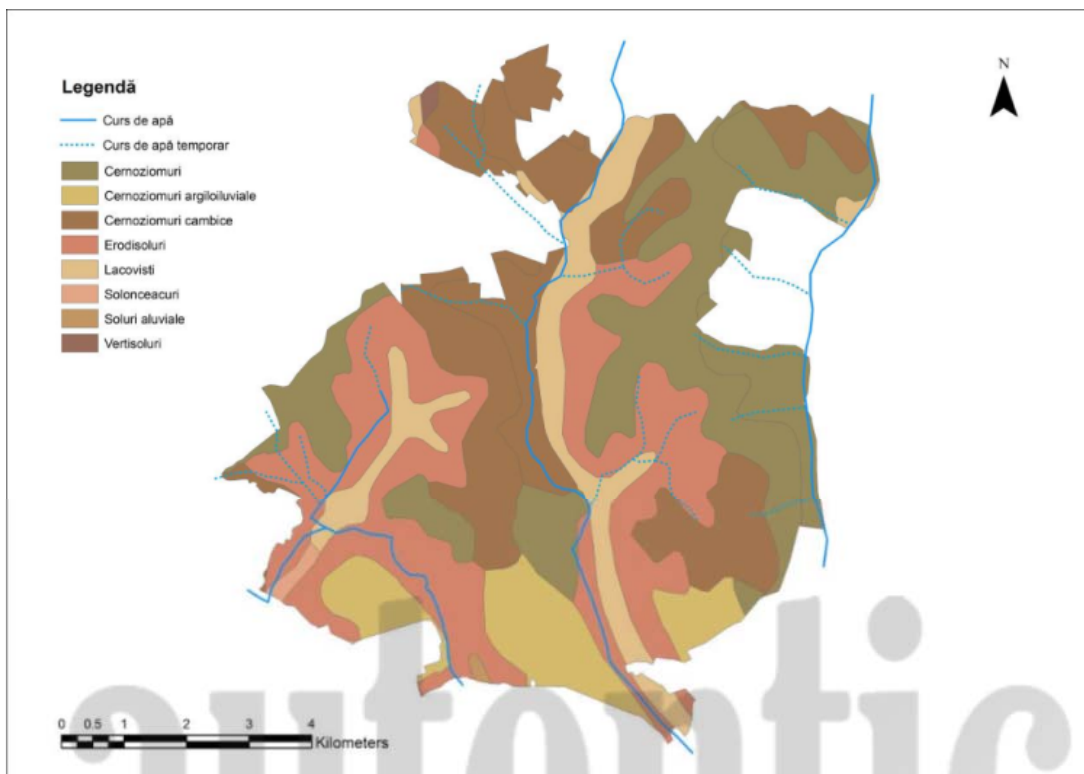 Legendă
Curs de apă
Curs de apă temporar
Cernoziomuri
Cernoziomuri argiloiluviale
Cernoziomuri cambice
Erodisoluri
Lacovisti
Solonceacuri
Soluri aluviale
Vertisoluri
N
0 0.5 1 2 3 4
Kilometers
autentic